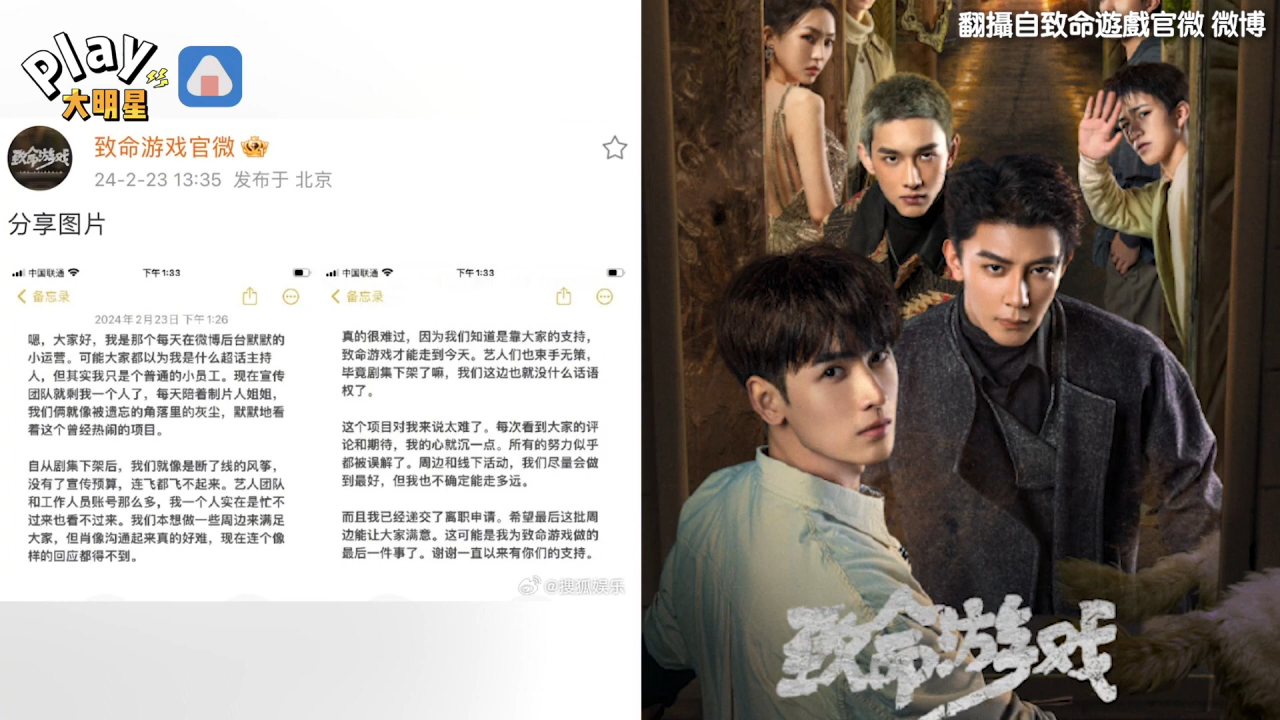 翻攝自致命遊戲官微 微博
Play
大明星
致命游戏
致命游戏官微
24-2-23 13:35 发布于 北京
分享图片
中国联通
下午1:33
备忘录
2024年2月23日 下午1:26
嗯，大家好，我是那个每天在微博后台默默的
小运营。可能大家都以为我是什么超话主持
人，但其实我只是个普通的小员工。现在宣传
团队就剩我一个人了，每天陪着制片人姐姐，
我们俩就像被遗忘的角落里的灰尘，默默地看
着这个曾经热闹的项目。
自从剧集下架后，我们就像是断了线的风筝，
没有了宣传预算，连飞都飞不起来。艺人团队
和工作人员账号那么多，我一个人实在是忙不
过来也看不过来。我们本想做一些周边来满足
大家，但肖像沟通起来真的好难，现在连个像
样的回应都得不到。
中国联通
下午1:33
备忘录
真的很难过，因为我们知道是靠大家的支持，
致命游戏才能走到今天。艺人们也束手无策，
毕竟剧集下架了嘛，我们这边也就没什么话语
权了。
这个项目对我来说太难了。每次看到大家的评
论和期待，我的心就沉一点。所有的努力似乎
都被误解了。周边和线下活动，我们尽量会做
到最好，但我也不确定能走多远。
而且我已经递交了离职申请。希望最后这批周
边能让大家满意。这可能是我为致命游戏做的
最后一件事了。谢谢一直以来有你们的支持。
@搜狐娱乐
致命游戏